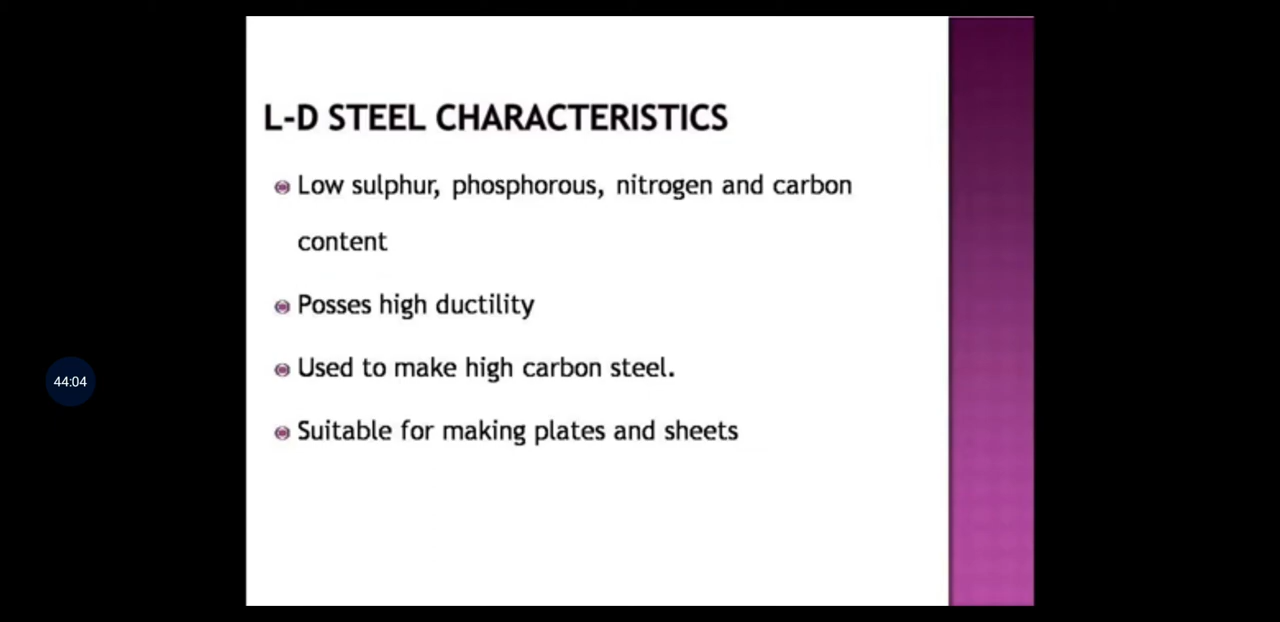 L-D STEEL CHARACTERISTICS
Low sulphur, phosphorous, nitrogen and carbon
content
Posses high ductility
Used to make high carbon steel.
Suitable for making plates and sheets
44:04